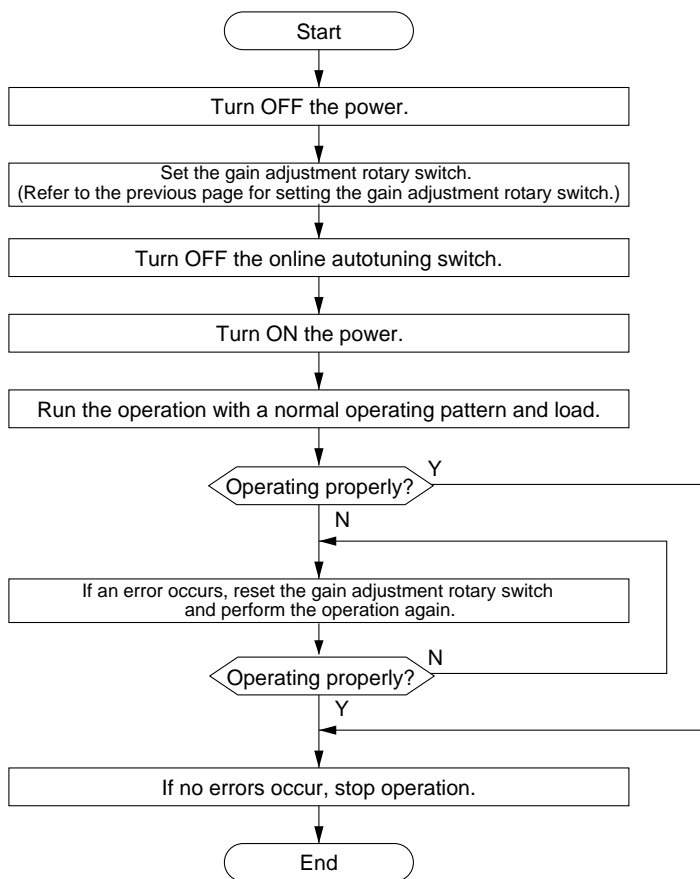 Start
Turn OFF the power.
Set the gain adjustment rotary switch.
(Refer to the previous page for setting the gain adjustment rotary switch.)
Turn OFF the online autotuning switch.
Turn ON the power.
Run the operation with a normal operating pattern and load.
Operating properly?
Y
N
If an error occurs, reset the gain adjustment rotary switch
and perform the operation again.
Operating properly?
N
Y
If no errors occur, stop operation.
End